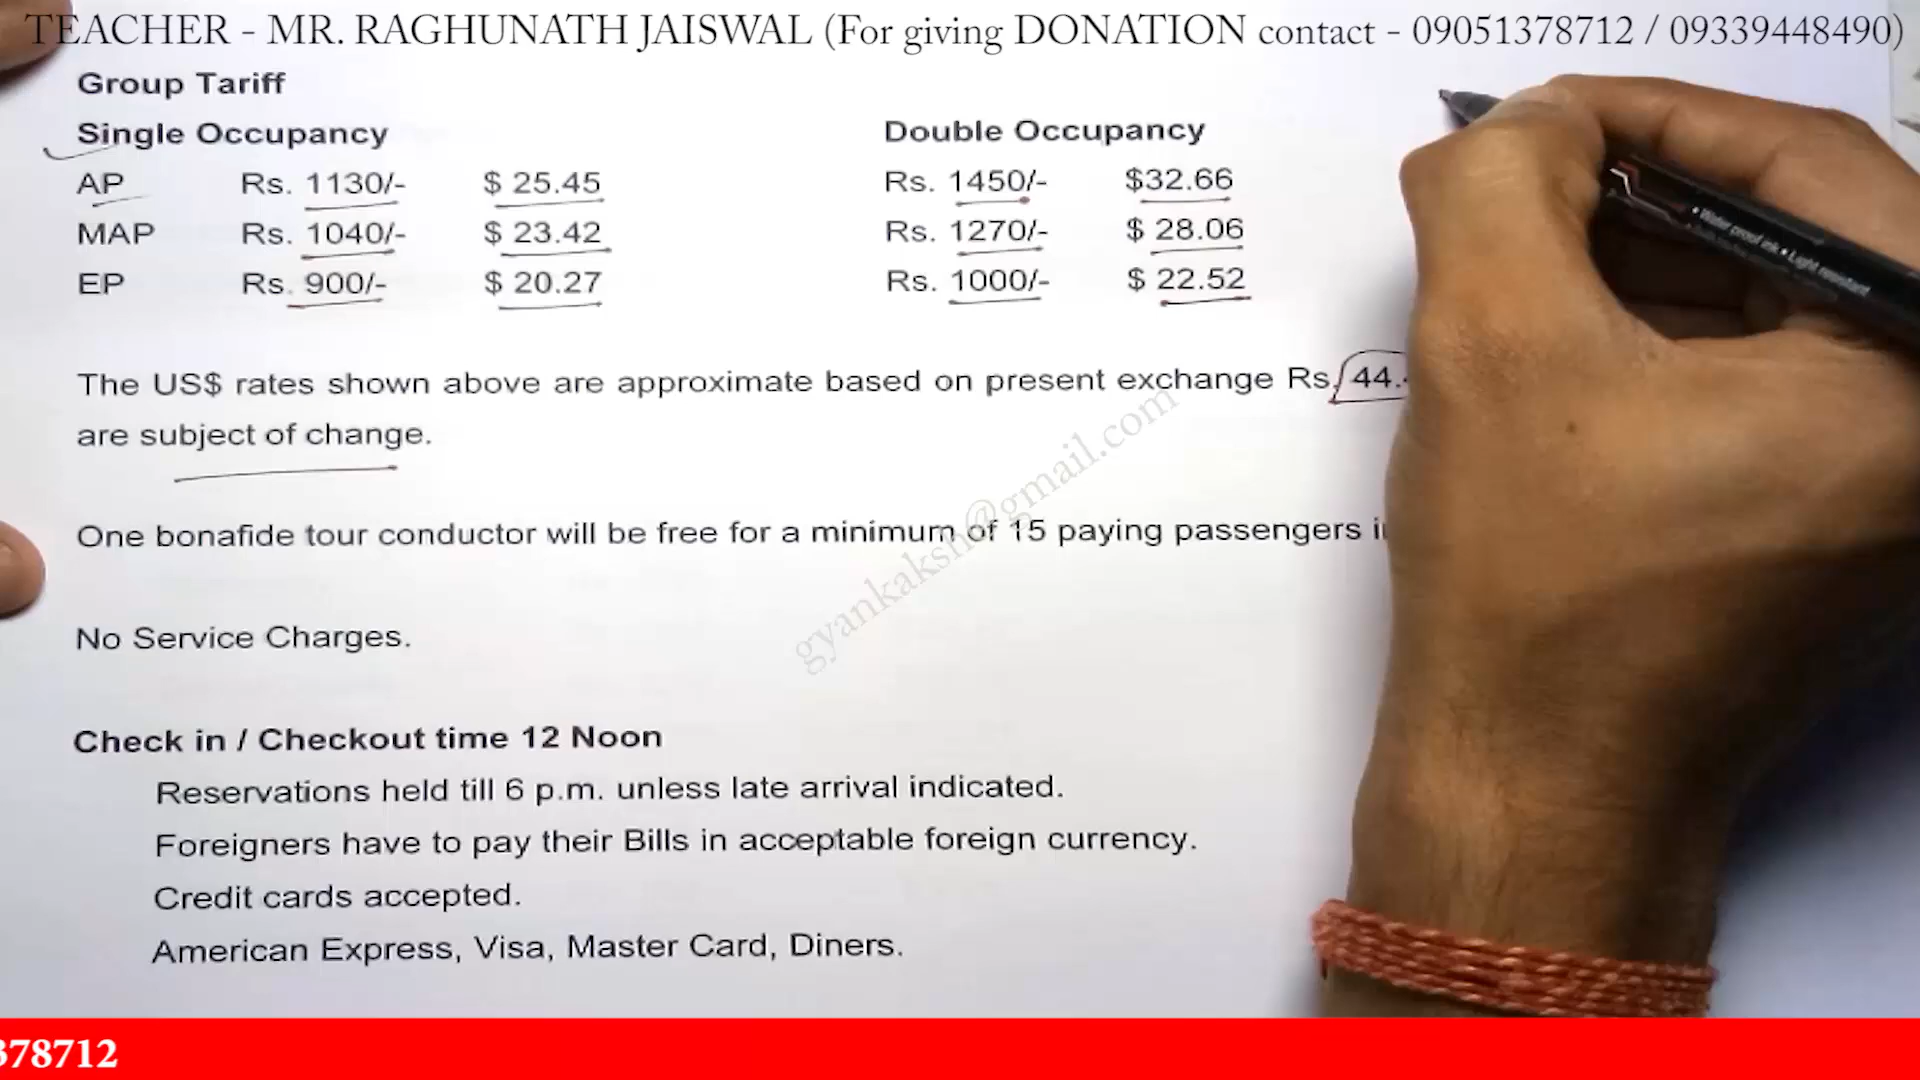 TEACHER - MR. RAGHUNATH JAISWAL (For giving DONATION contact - 09051378712 / 09339448490)
Group Tariff
Single Occupancy Double Occupancy
AP Rs. 1130/- $ 25.45 Rs. 1450/- $32.66
MAP Rs. 1040/- $ 23.42 Rs. 1270/- $ 28.06
EP Rs. 900/- $ 20.27 Rs. 1000/- $ 22.52
The US$ rates shown above are approximate based on present exchange Rs. 44.
are subject of change.
One bonafide tour conductor will be free for a minimum of 15 paying passengers
gyankaksh@gmail.com
No Service Charges.
Check in / Checkout time 12 Noon
Reservations held till 6 p.m. unless late arrival indicated.
Foreigners have to pay their Bills in acceptable foreign currency.
Credit cards accepted.
American Express, Visa, Master Card, Diners.
378712